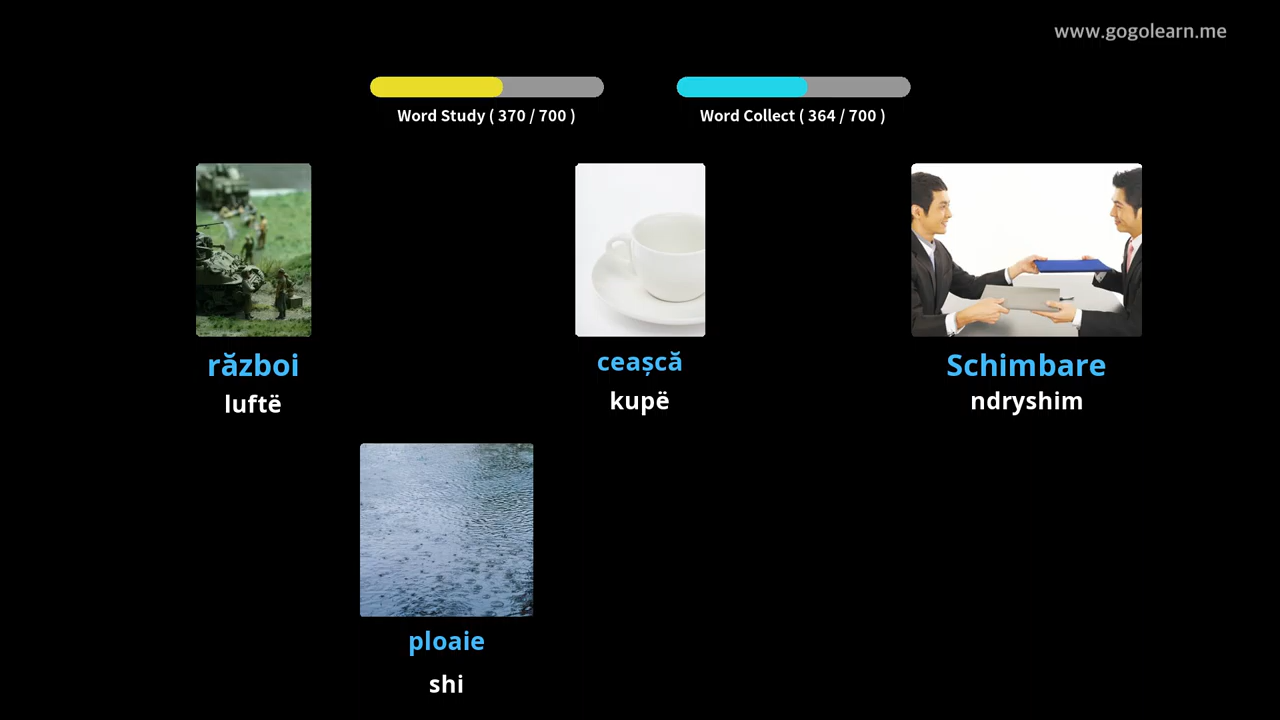 www.gogolearn.me
Word Study ( 370 / 700 )
Word Collect ( 364 / 700 )
război
luftë
ceașcă
kupë
Schimbare
ndryshim
ploaie
shi